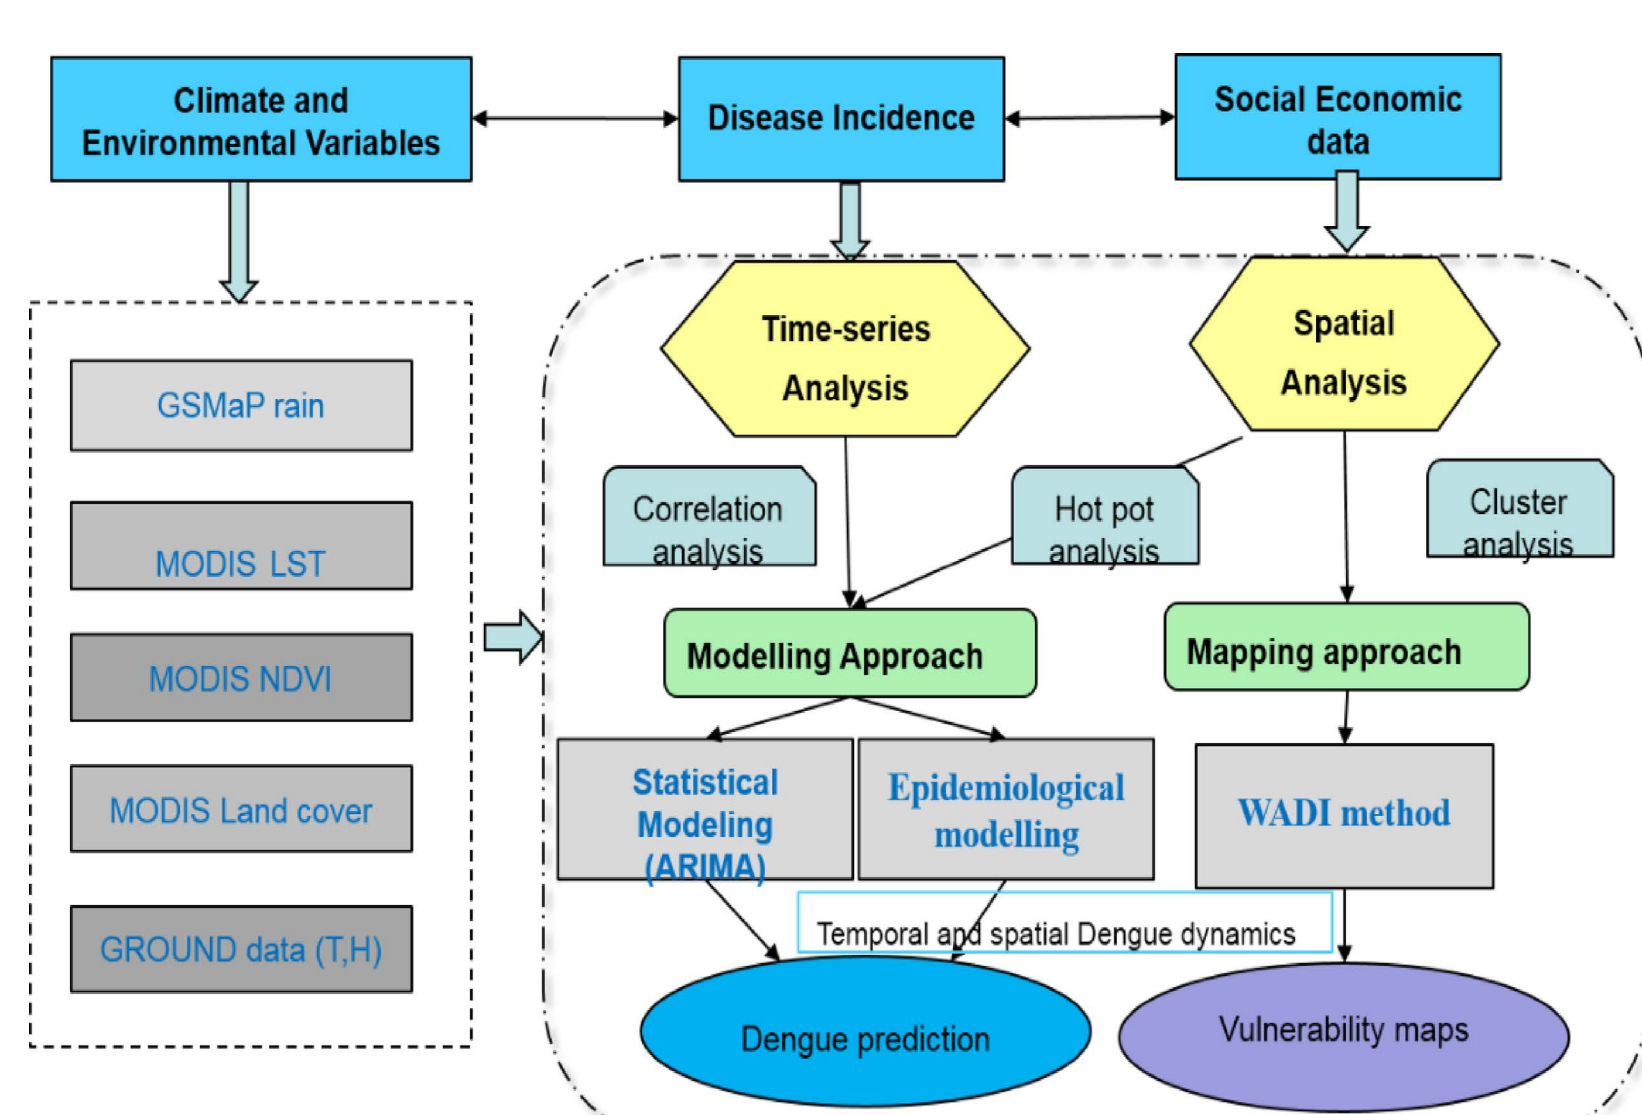 Climate and
Environmental Variables
Disease Incidence
Social Economic
data
GSMaP rain
MODIS LST
MODIS NDVI
MODIS Land cover
GROUND data (T,H)
Time-series
Analysis
Spatial
Analysis
Correlation
analysis
Hot pot
analysis
Cluster
analysis
Modelling Approach
Mapping approach
Statistical
Modeling
(ARIMA)
Epidemiological
modelling
WADI method
Temporal and spatial Dengue dynamics
Dengue prediction
Vulnerability maps